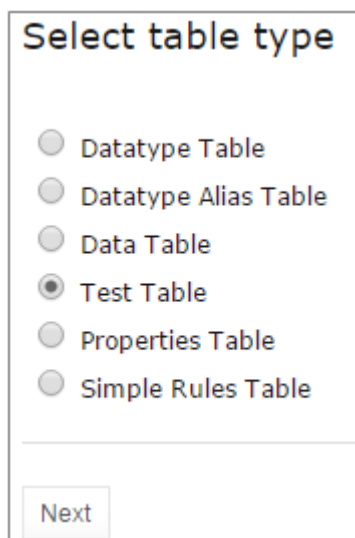 Select table type
Datatype Table
Datatype Alias Table
Data Table
Test Table
Properties Table
Simple Rules Table
Next